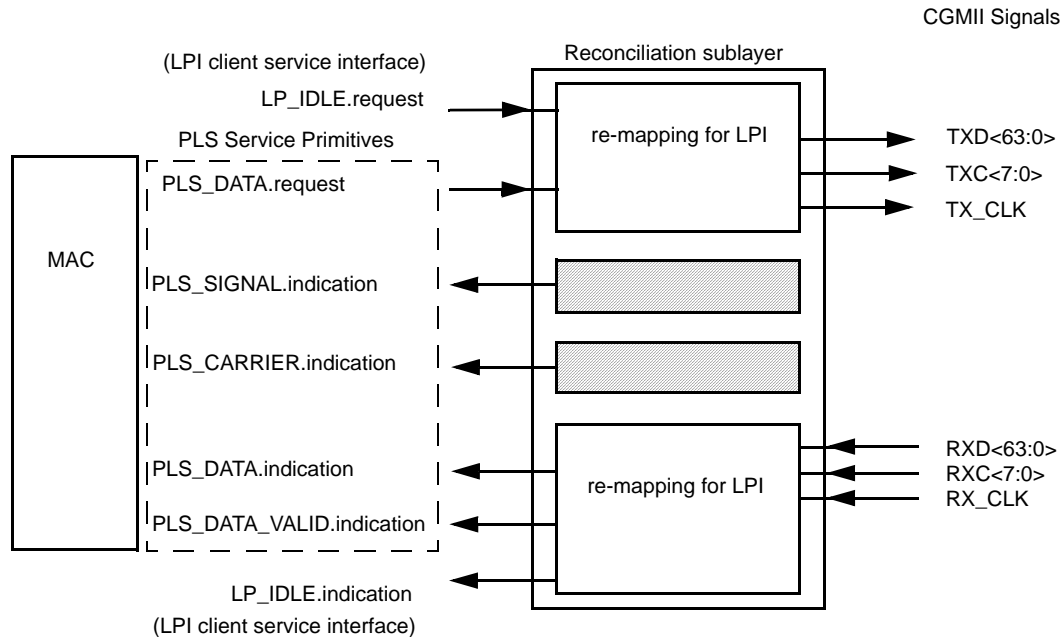 CGMII Signals
Reconciliation sublayer
(LPI client service interface)
LP_IDLE.request
PLS Service Primitives
PLS_DATA.request
re-mapping for LPI
TXD<63:0>
TXC<7:0>
TX_CLK
MAC
PLS_SIGNAL.indication
PLS_CARRIER.indication
PLS_DATA.indication
PLS_DATA_VALID.indication
re-mapping for LPI
RXD<63:0>
RXC<7:0>
RX_CLK
LP_IDLE.indication
(LPI client service interface)